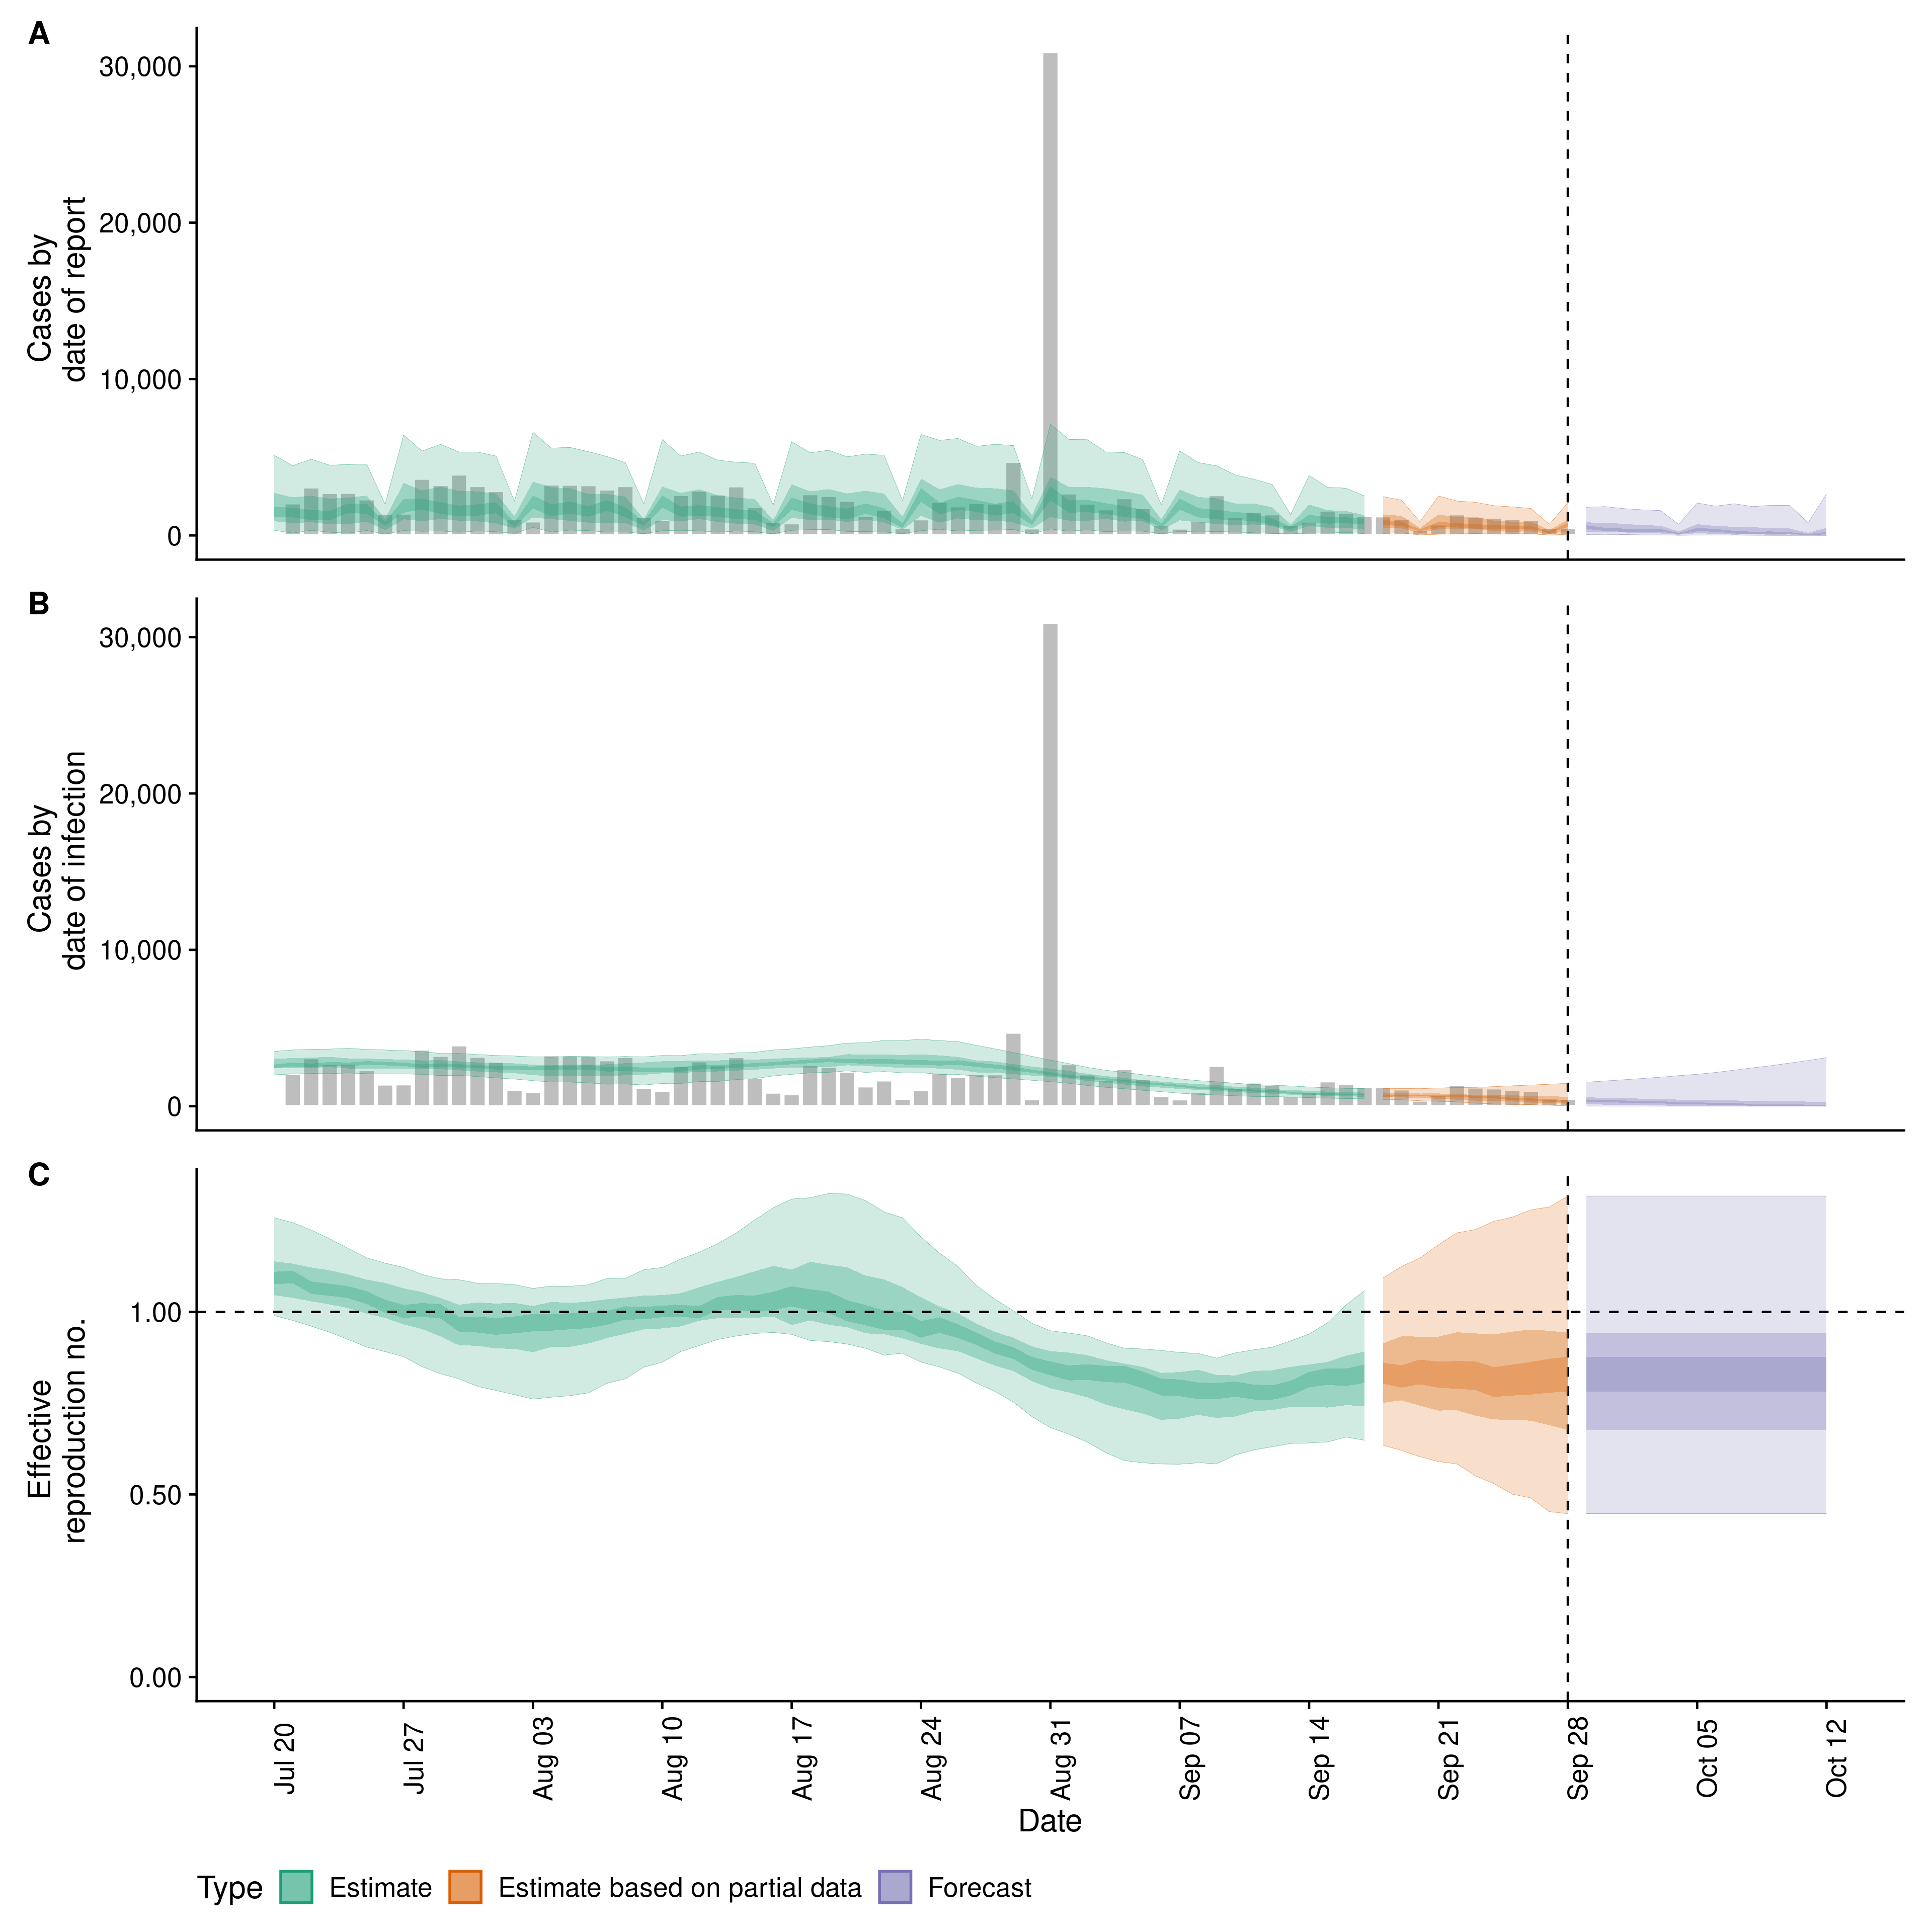 A
30,000
20,000
10,000
0
Cases by
date of report
B
30,000
20,000
10,000
0
Cases by
date of infection
C
1.00
0.50
0.00
Effective
reproduction no.
Jul 20
Jul 27
Aug 03
Aug 10
Aug 17
Aug 24
Aug 31
Sep 07
Sep 14
Sep 21
Sep 28
Oct 05
Oct 12
Date
Type Estimate Estimate based on partial data Forecast